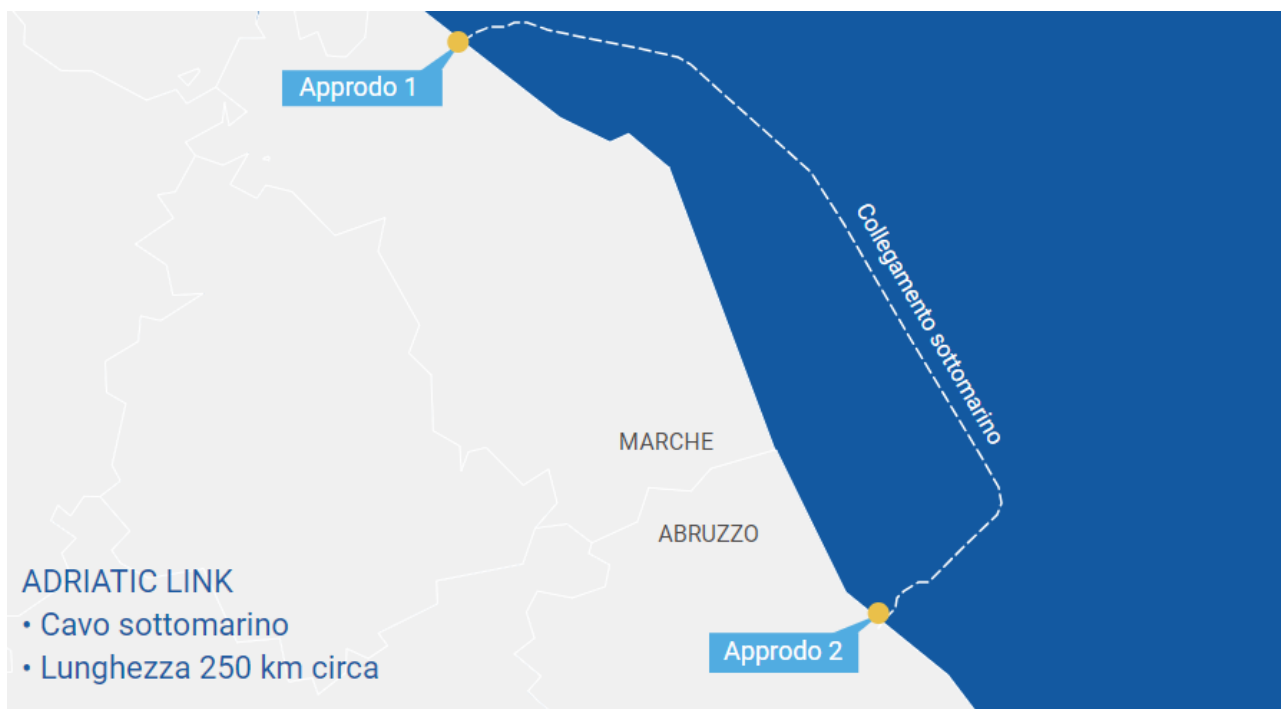 Approdo 1
Collegamento sottomarino
MARCHE
ABRUZZO
ADRIATIC LINK
• Cavo sottomarino
• Lunghezza 250 km circa
Approdo 2